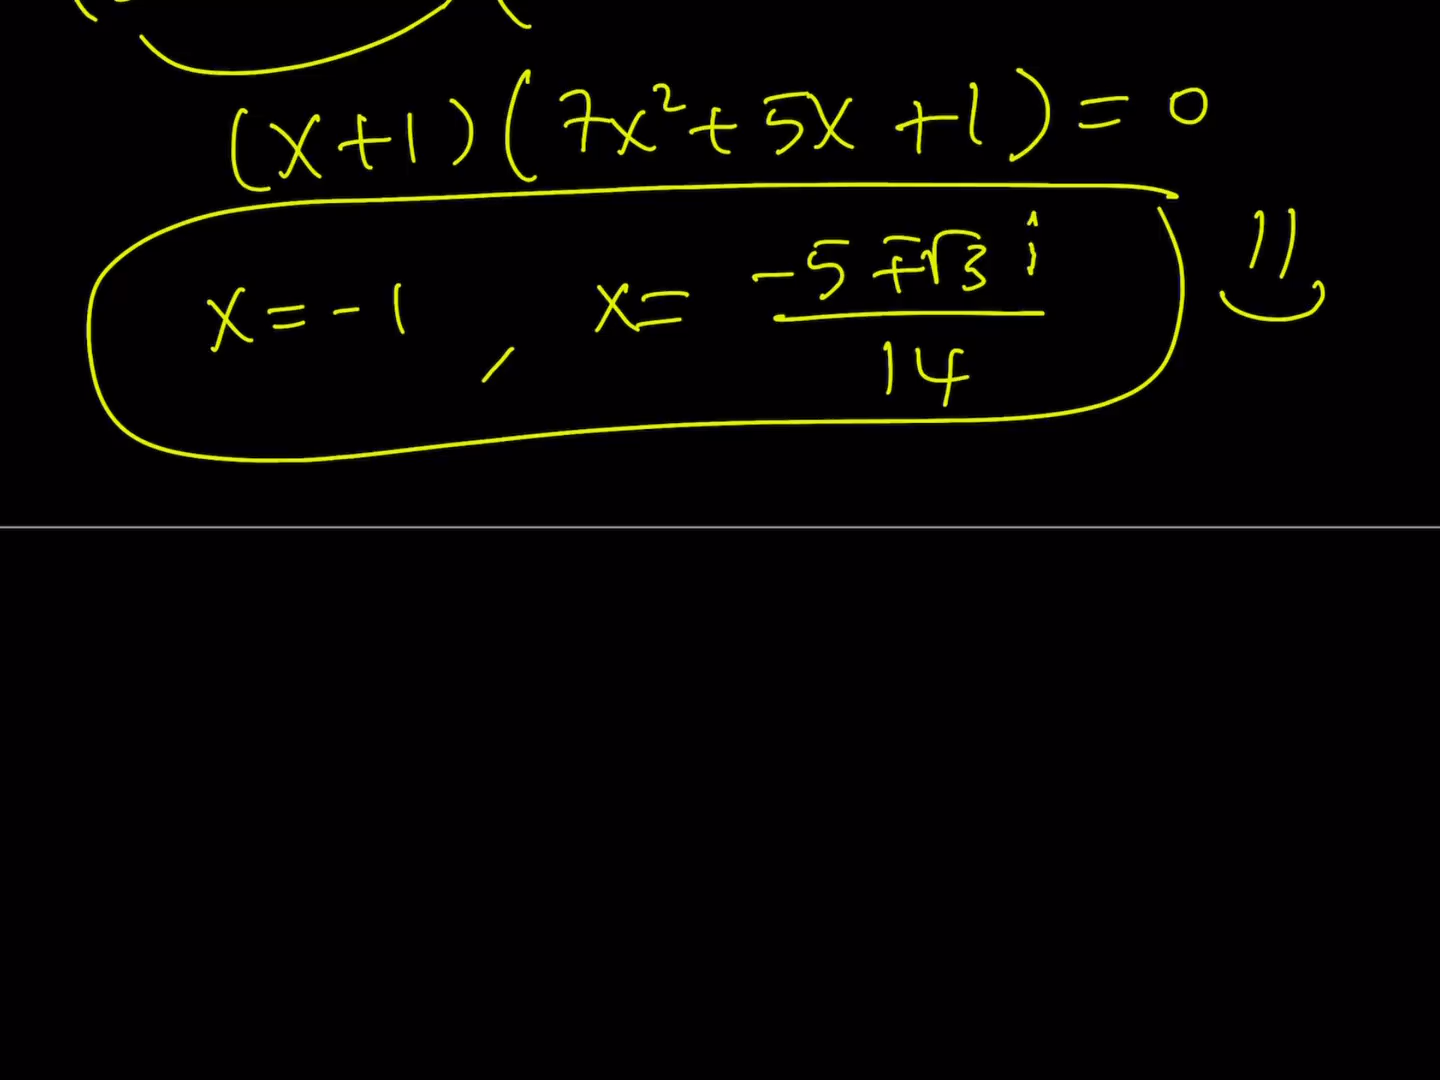 (x+1)(7x²+5x+1)=0
x=-1, x= (-5∓√3 i)/14